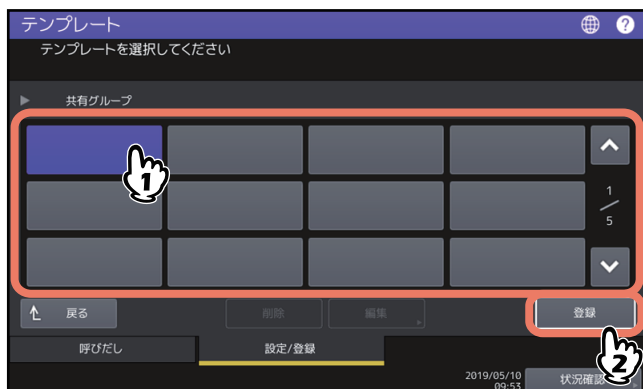 テンプレート
?
テンプレートを選択してください
共有グループ
1
1
5
戻る
削除
編集
登録
呼びだし
設定/登録
2
2019/05/10
09:53
状況確認